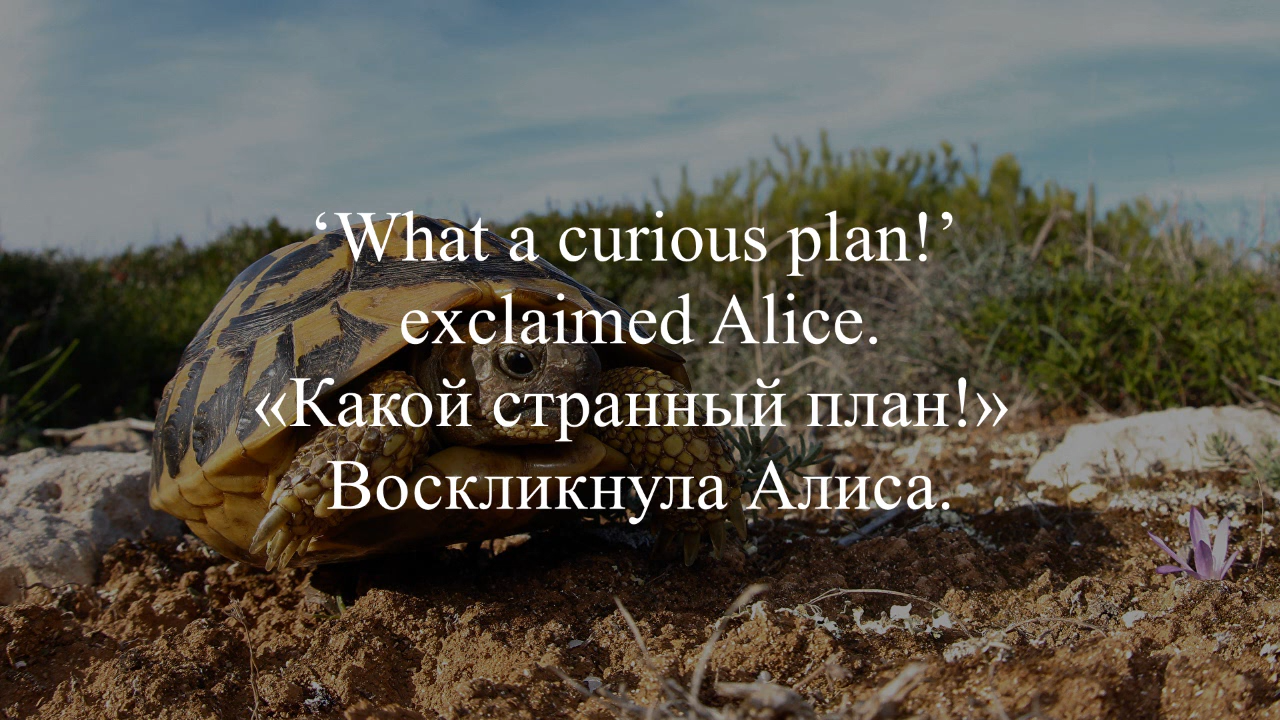 ‘What a curious plan!’
exclaimed Alice.
«Какой странный план!»
Воскликнула Алиса.